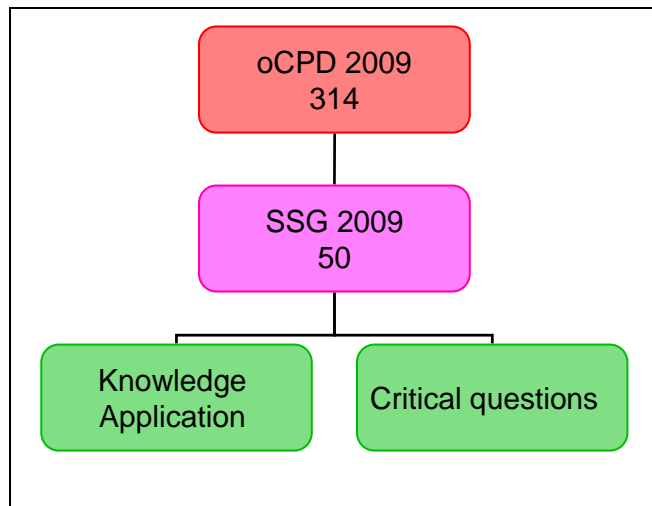 oCPD 2009
314
SSG 2009
50
Knowledge
Application
Critical questions